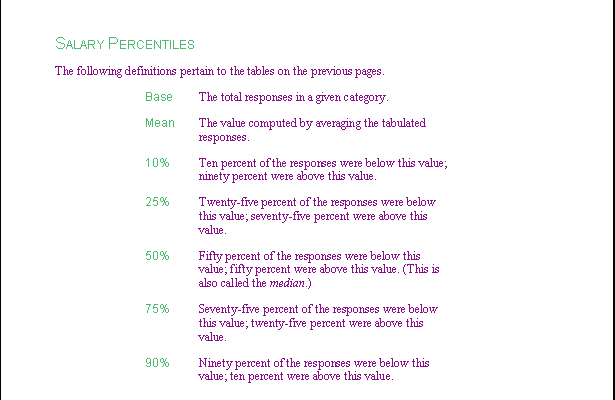 SALARY PERCENTILES
The following definitions pertain to the tables on the previous pages.
Base The total responses in a given category.
Mean The value computed by averaging the tabulated
responses.
10% Ten percent of the responses were below this value;
ninety percent were above this value.
25% Twenty-five percent of the responses were below
this value; seventy-five percent were above this
value.
50% Fifty percent of the responses were below this
value; fifty percent were above this value. (This is
also called the median.)
75% Seventy-five percent of the responses were below
this value; twenty-five percent were above this
value.
90% Ninety percent of the responses were below this
value; ten percent were above this value.